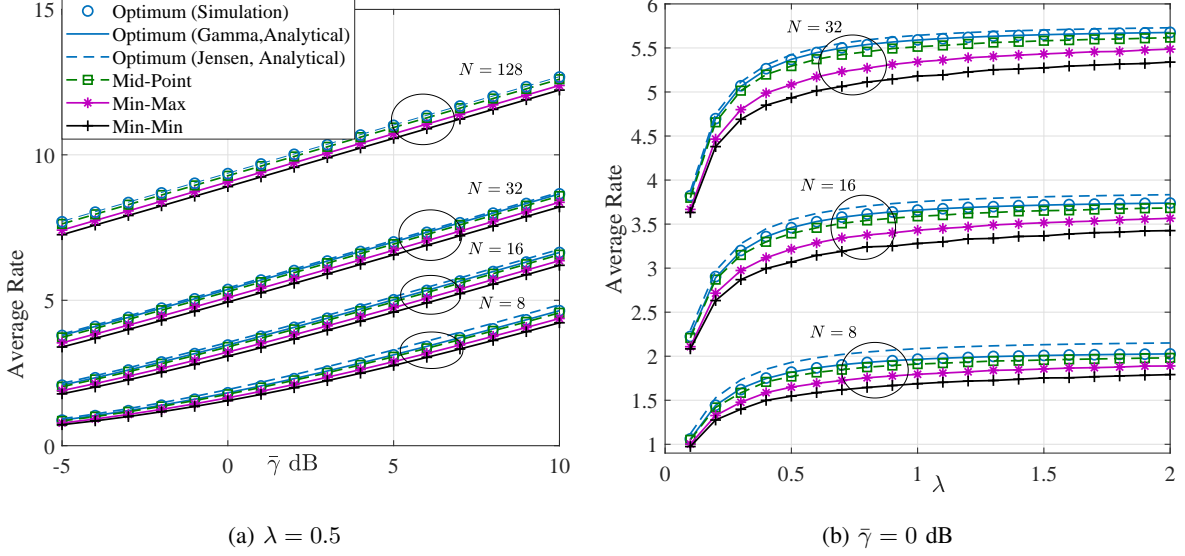 15
10
5
0
Average Rate
Optimum (Simulation)
Optimum (Gamma,Analytical)
Optimum (Jensen, Analytical)
Mid-Point
Min-Max
Min-Min
N = 128
N = 32
N = 16
N = 8
-5 0 5 10
γ̄ dB
(a) λ = 0.5
6
5.5
5
4.5
4
3.5
3
2.5
2
1.5
1
Average Rate
N = 32
N = 16
N = 8
0 0.5 1 1.5 2
λ
(b) γ̄ = 0 dB